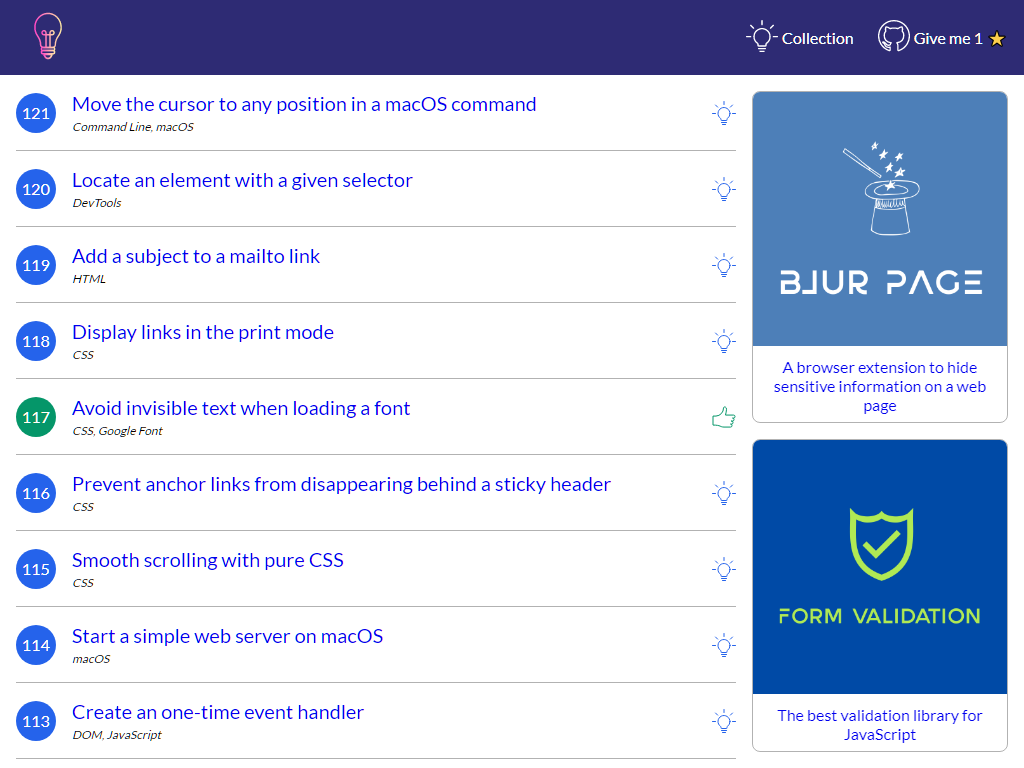 Collection
Give me 1
121
Move the cursor to any position in a macOS command
Command Line, macOS
120
Locate an element with a given selector
DevTools
119
Add a subject to a mailto link
HTML
118
Display links in the print mode
CSS
117
Avoid invisible text when loading a font
CSS, Google Font
116
Prevent anchor links from disappearing behind a sticky header
CSS
115
Smooth scrolling with pure CSS
CSS
114
Start a simple web server on macOS
macOS
113
Create an one-time event handler
DOM, JavaScript
BLUR PAGE
A browser extension to hide
sensitive information on a web
page
FORM VALIDATION
The best validation library for
JavaScript